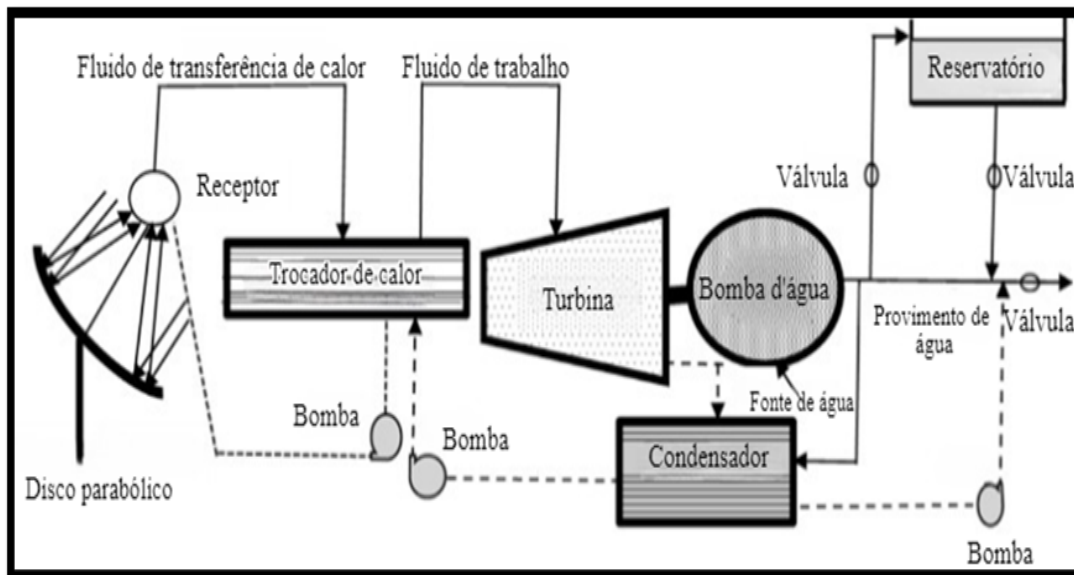 Fluido de transferência de calor
Fluido de trabalho
Reservatório
Receptor
Válvula
Válvula
Trocador de calor
Turbina
Bomba d'água
Provimento de
água
Válvula
Fonte de água
Bomba
Bomba
Condensador
Disco parabólico
Bomba